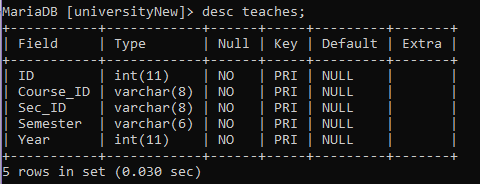 MariaDB [universityNew]> desc teaches;
+-----------+------------+------+-----+---------+-------+
| Field     | Type       | Null | Key | Default | Extra |
+-----------+------------+------+-----+---------+-------+
| ID        | int(11)    | NO   | PRI | NULL    |       |
| Course_ID | varchar(8) | NO   | PRI | NULL    |       |
| Sec_ID    | varchar(8) | NO   | PRI | NULL    |       |
| Semester  | varchar(6) | NO   | PRI | NULL    |       |
| Year      | int(11)    | NO   | PRI | NULL    |       |
+-----------+------------+------+-----+---------+-------+
5 rows in set (0.030 sec)